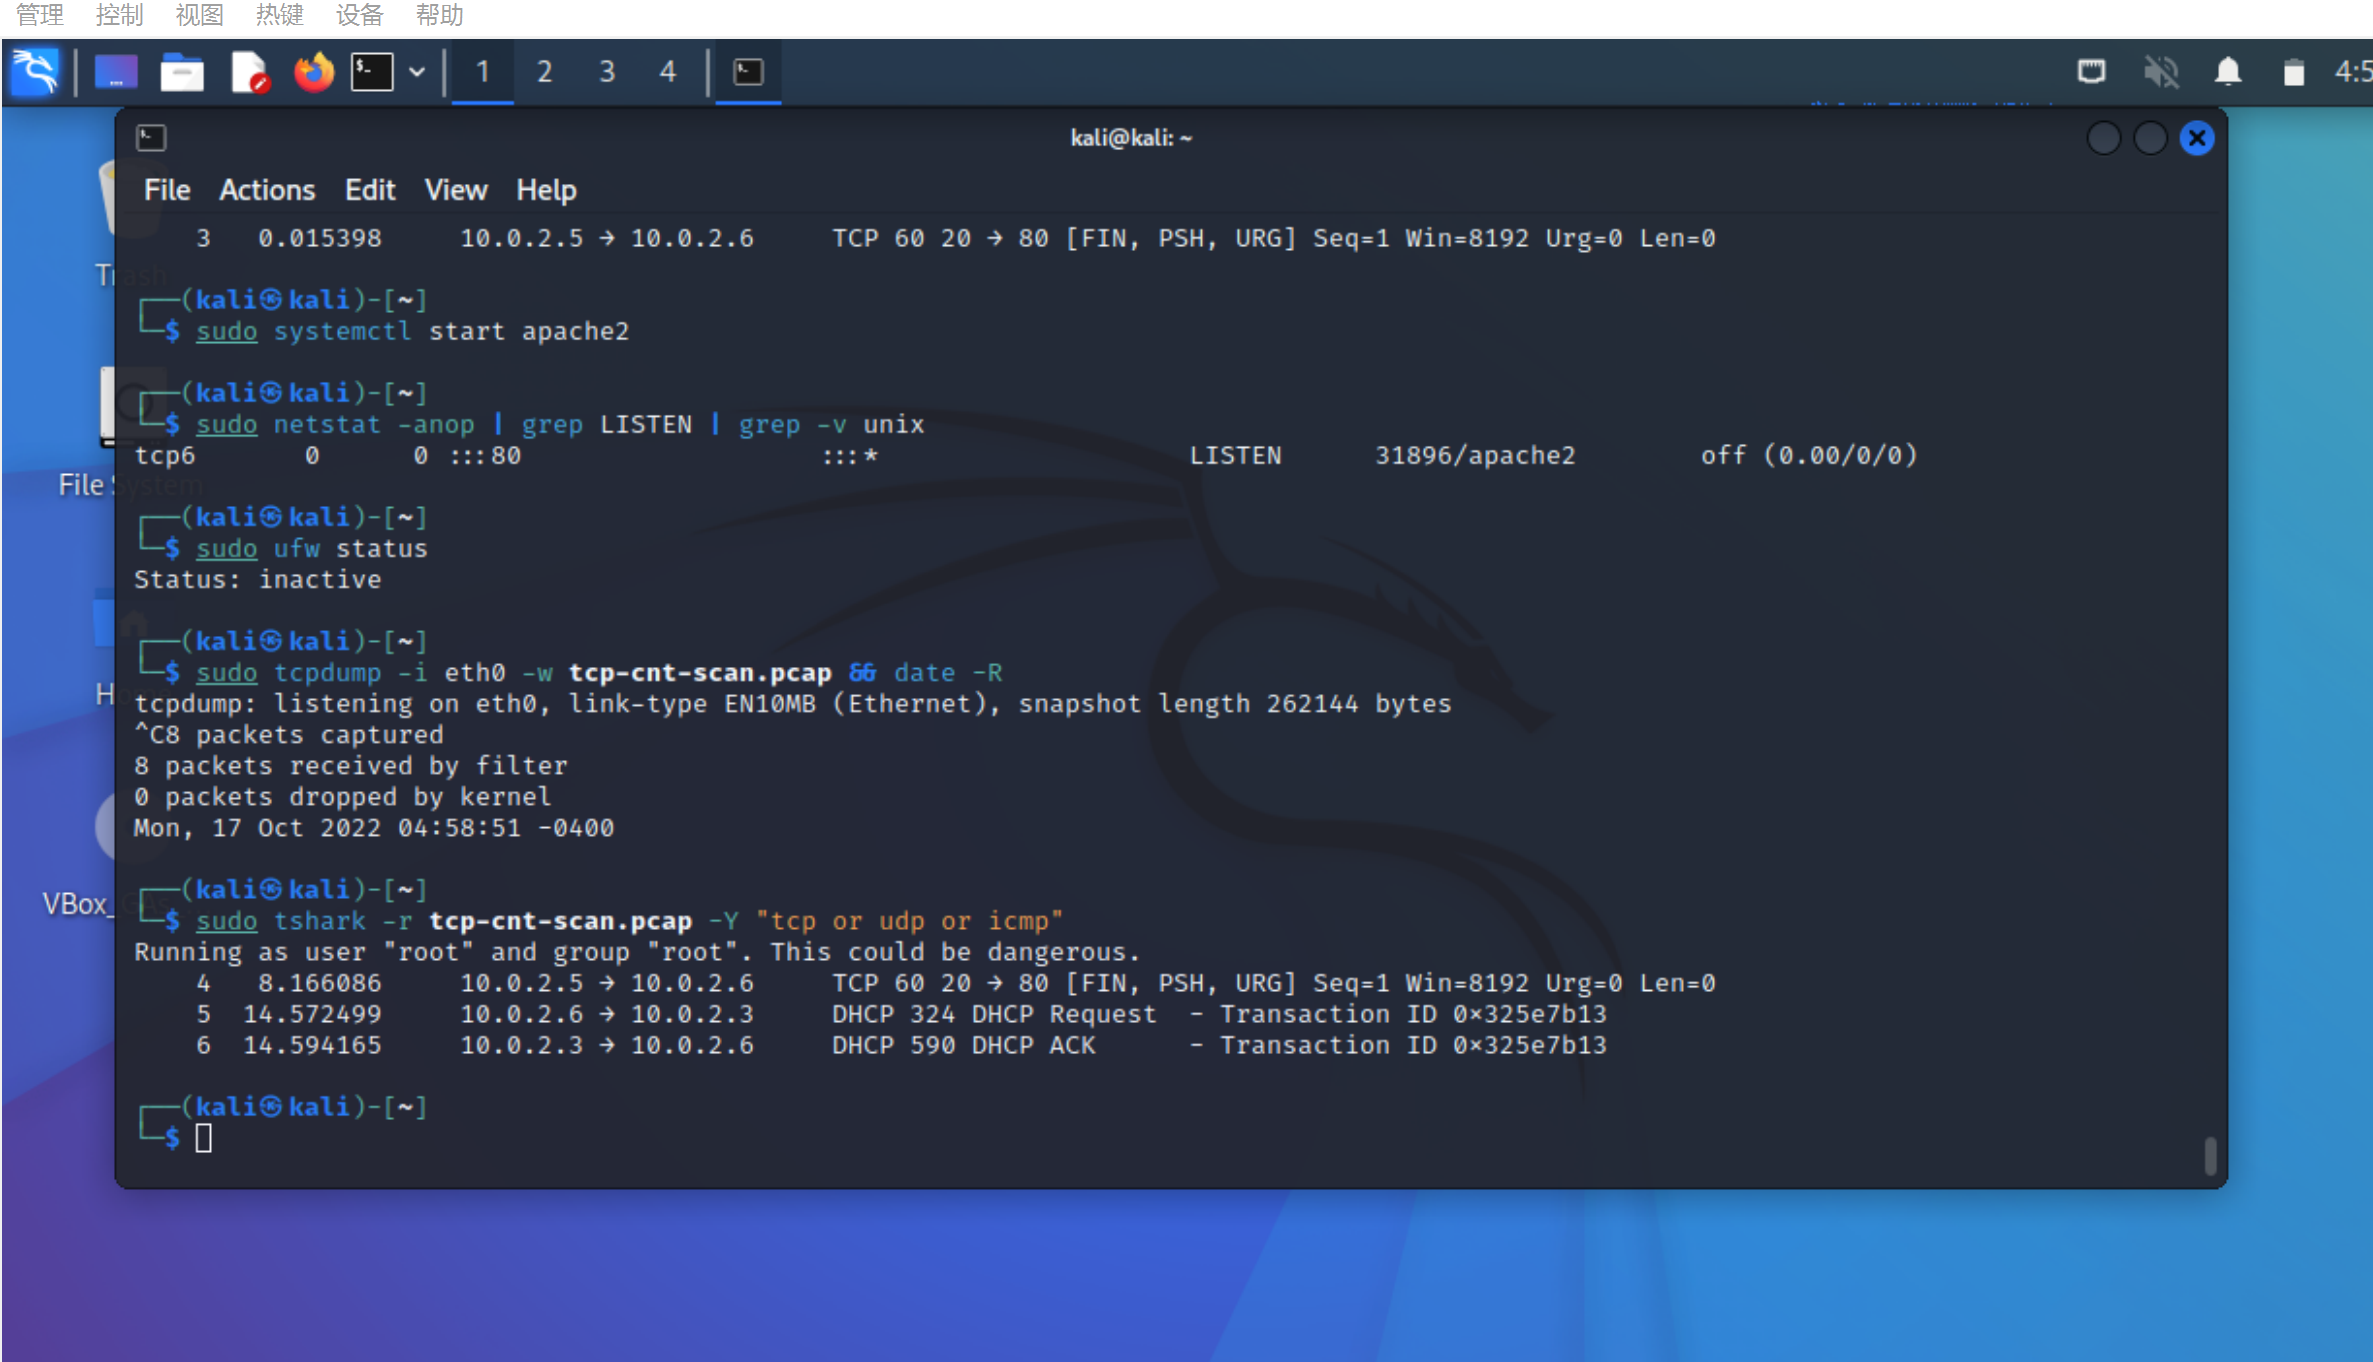 管理 控制 视图 热键 设备 帮助
1 2 3 4 4:5
kali@kali: ~
File Actions Edit View Help
3 0.015398 10.0.2.5 → 10.0.2.6 TCP 60 20 → 80 [FIN, PSH, URG] Seq=1 Win=8192 Urg=0 Len=0
Trash
┌──(kali㉿kali)-[~]
└─$ sudo systemctl start apache2
┌──(kali㉿kali)-[~]
└─$ sudo netstat -anop | grep LISTEN | grep -v unix
tcp6 0 0 :::80 :::* LISTEN 31896/apache2 off (0.00/0/0)
File System
┌──(kali㉿kali)-[~]
└─$ sudo ufw status
Status: inactive
┌──(kali㉿kali)-[~]
└─$ sudo tcpdump -i eth0 -w tcp-cnt-scan.pcap && date -R
Home
tcpdump: listening on eth0, link-type EN10MB (Ethernet), snapshot length 262144 bytes
^C8 packets captured
8 packets received by filter
0 packets dropped by kernel
Mon, 17 Oct 2022 04:58:51 -0400
┌──(kali㉿kali)-[~]
VBox_GAs
└─$ sudo tshark -r tcp-cnt-scan.pcap -Y "tcp or udp or icmp"
Running as user "root" and group "root". This could be dangerous.
4 8.166086 10.0.2.5 → 10.0.2.6 TCP 60 20 → 80 [FIN, PSH, URG] Seq=1 Win=8192 Urg=0 Len=0
5 14.572499 10.0.2.6 → 10.0.2.3 DHCP 324 DHCP Request - Transaction ID 0x325e7b13
6 14.594165 10.0.2.3 → 10.0.2.6 DHCP 590 DHCP ACK - Transaction ID 0x325e7b13
┌──(kali㉿kali)-[~]
└─$